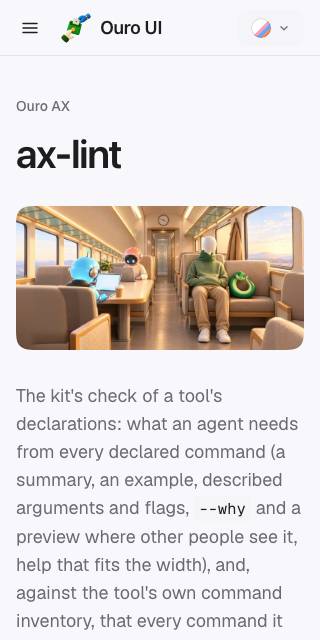 Ouro UI
Ouro AX
ax-lint
The kit's check of a tool's
declarations: what an agent needs
from every declared command (a
summary, an example, described
arguments and flags, --why and a
preview where other people see it,
help that fits the width), and,
against the tool's own command
inventory, that every command it